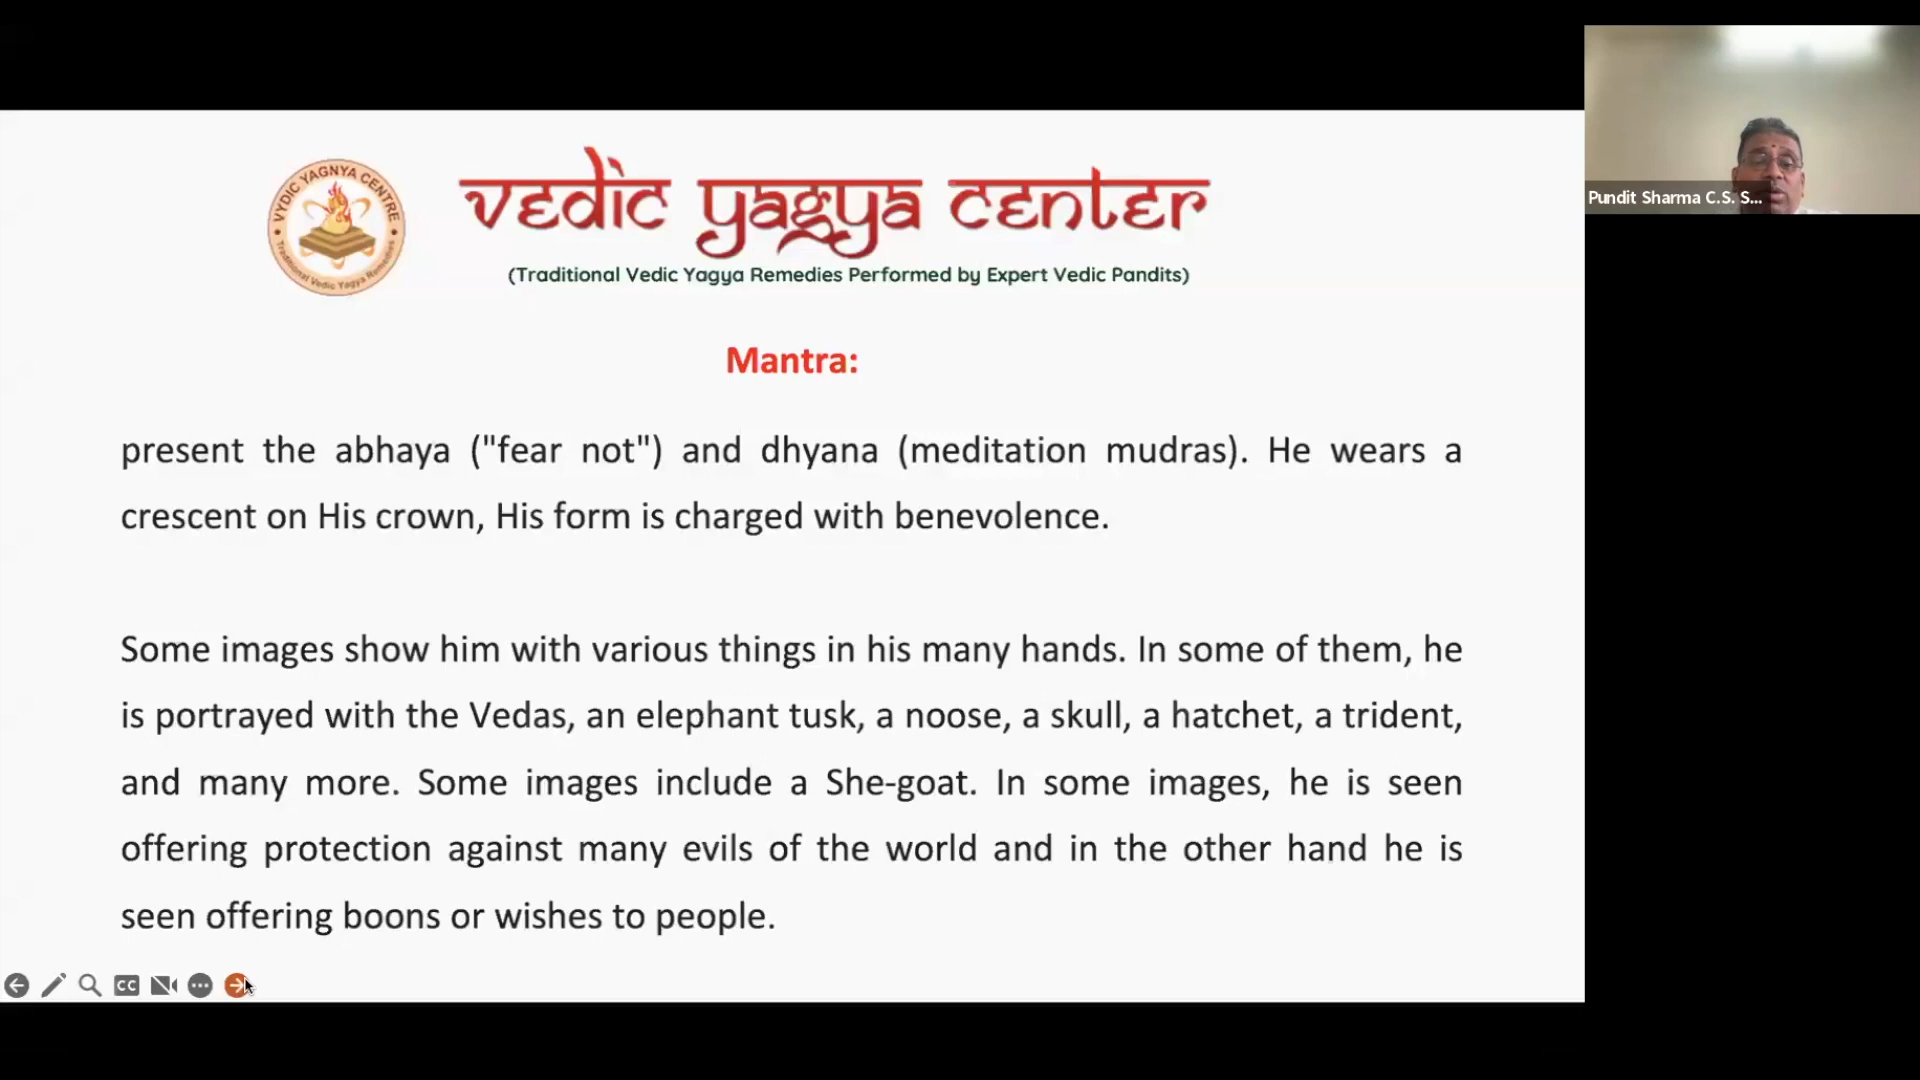 VYDIC YAGNYA CENTRE
Traditional Vedic Yagya Remedies
vedic yagya center
(Traditional Vedic Yagya Remedies Performed by Expert Vedic Pandits)
Pundit Sharma C.S. S...
Mantra:
present the abhaya ("fear not") and dhyana (meditation mudras). He wears a
crescent on His crown, His form is charged with benevolence.
Some images show him with various things in his many hands. In some of them, he
is portrayed with the Vedas, an elephant tusk, a noose, a skull, a hatchet, a trident,
and many more. Some images include a She-goat. In some images, he is seen
offering protection against many evils of the world and in the other hand he is
seen offering boons or wishes to people.
CC